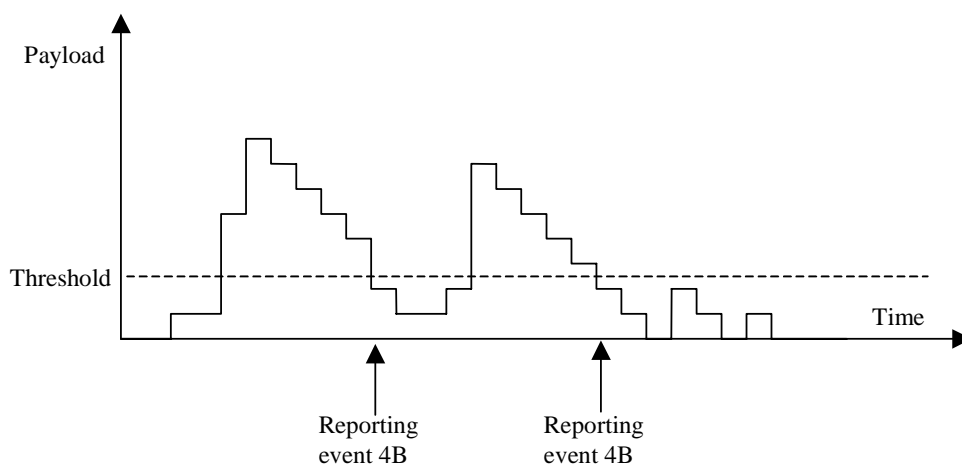 Payload
Threshold
Time
Reporting
event 4B
Reporting
event 4B